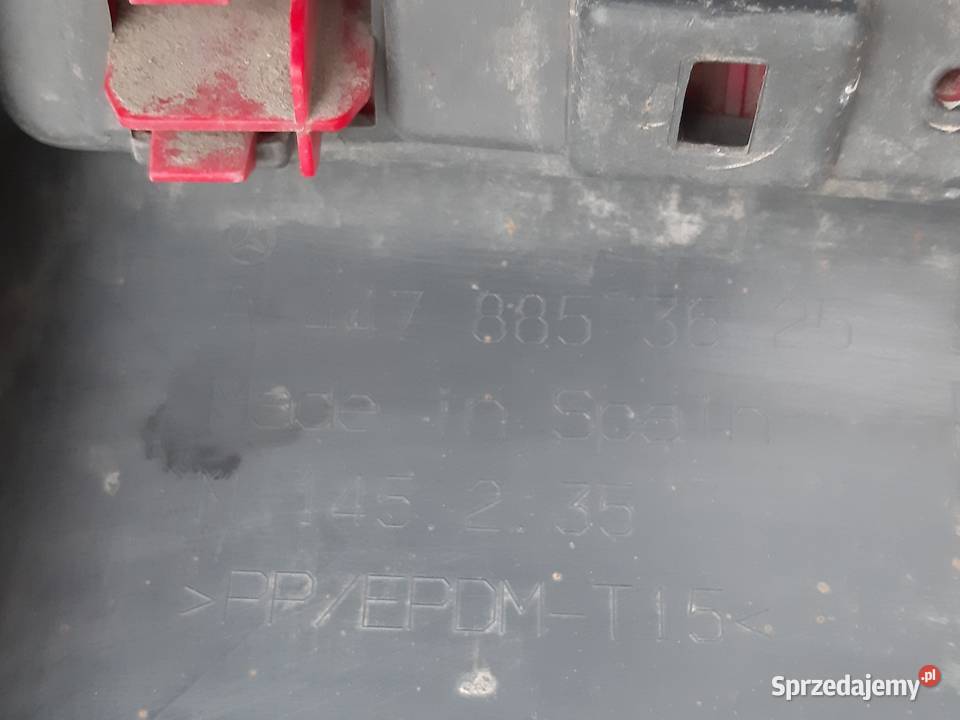 447 885 36 25
Made in Spain
145.2.35
>PP/EPDM-T15<
Sprzedajemy.pl